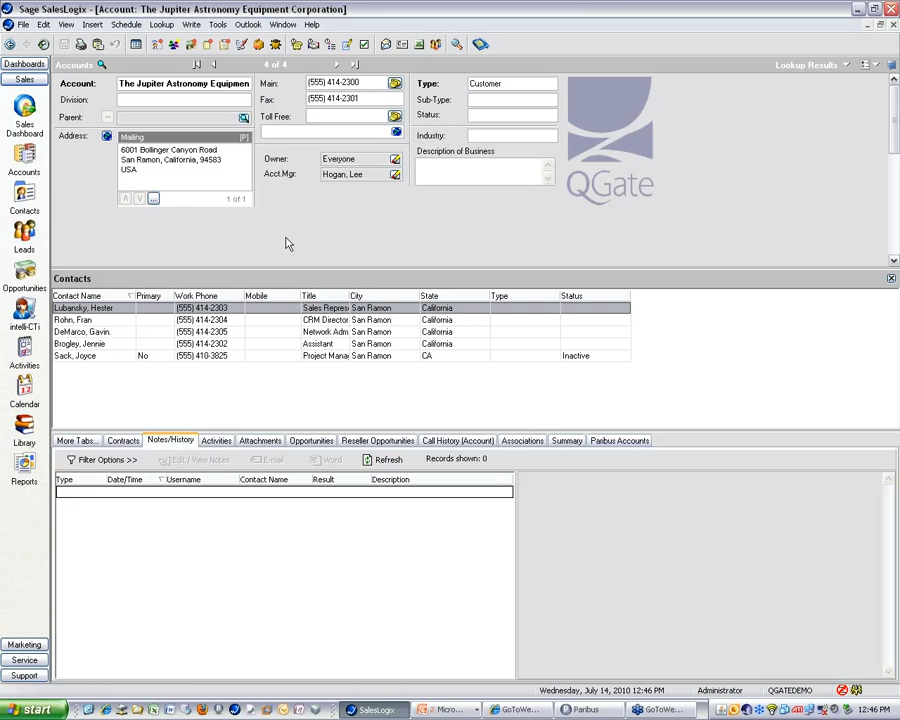 Sage SalesLogix - [Account: The Jupiter Astronomy Equipment Corporation]
File Edit View Insert Schedule Lookup Write Tools Outlook Window Help
Dashboards
Accounts 4 of 4 Lookup Results
Sales
Sales Dashboard
Accounts
Contacts
Leads
Opportunities
intelli-CTi
Activities
Calendar
Library
Reports
Marketing
Service
Support
Account: The Jupiter Astronomy Equipmen
Division:
Parent:
Address:
Mailing [P]
6001 Bollinger Canyon Road
San Ramon, California, 94583
USA
1 of 1
Main: (555) 414-2300
Fax: (555) 414-2301
Toll Free:
Owner: Everyone
Acct.Mgr: Hogan, Lee
Type: Customer
Sub-Type:
Status:
Industry:
Description of Business
QGate
Contacts
Contact Name Primary Work Phone Mobile Title City State Type Status
Lubansky, Hester (555) 414-2303 Sales Repres San Ramon California
Rohn, Fran (555) 414-2304 CRM Director San Ramon California
DeMarco, Gavin. (555) 414-2305 Network Adm San Ramon California
Brogley, Jennie (555) 414-2302 Assistant San Ramon California
Sack, Joyce No (555) 410-3825 Project Mana San Ramon CA Inactive
More Tabs... Contracts Notes/History Activities Attachments Opportunities Reseller Opportunities Call History (Account) Associations Summary Paribus Accounts
Filter Options >> Edit / View Notes E-mail Word Refresh Records shown: 0
Type Date/Time Username Contact Name Result Description
Wednesday, July 14, 2010 12:46 PM Administrator QGATEDEMO
start SalesLogix 2 Micro... GoToWe... Paribus GoToWe... 12:46 PM